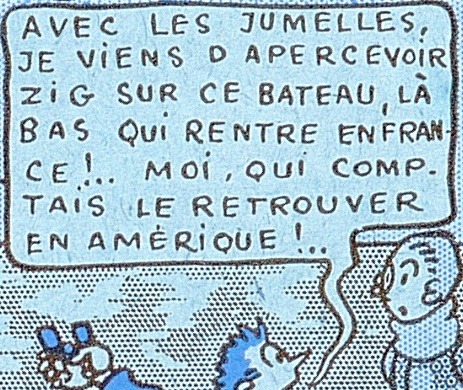 AVEC LES JUMELLES,
JE VIENS D APERCEVOIR
ZIG SUR CE BATEAU, LÀ
BAS QUI RENTRE EN FRAN-
CE !.. MOI, QUI COMP-
TAIS LE RETROUVER
EN AMÉRIQUE !..